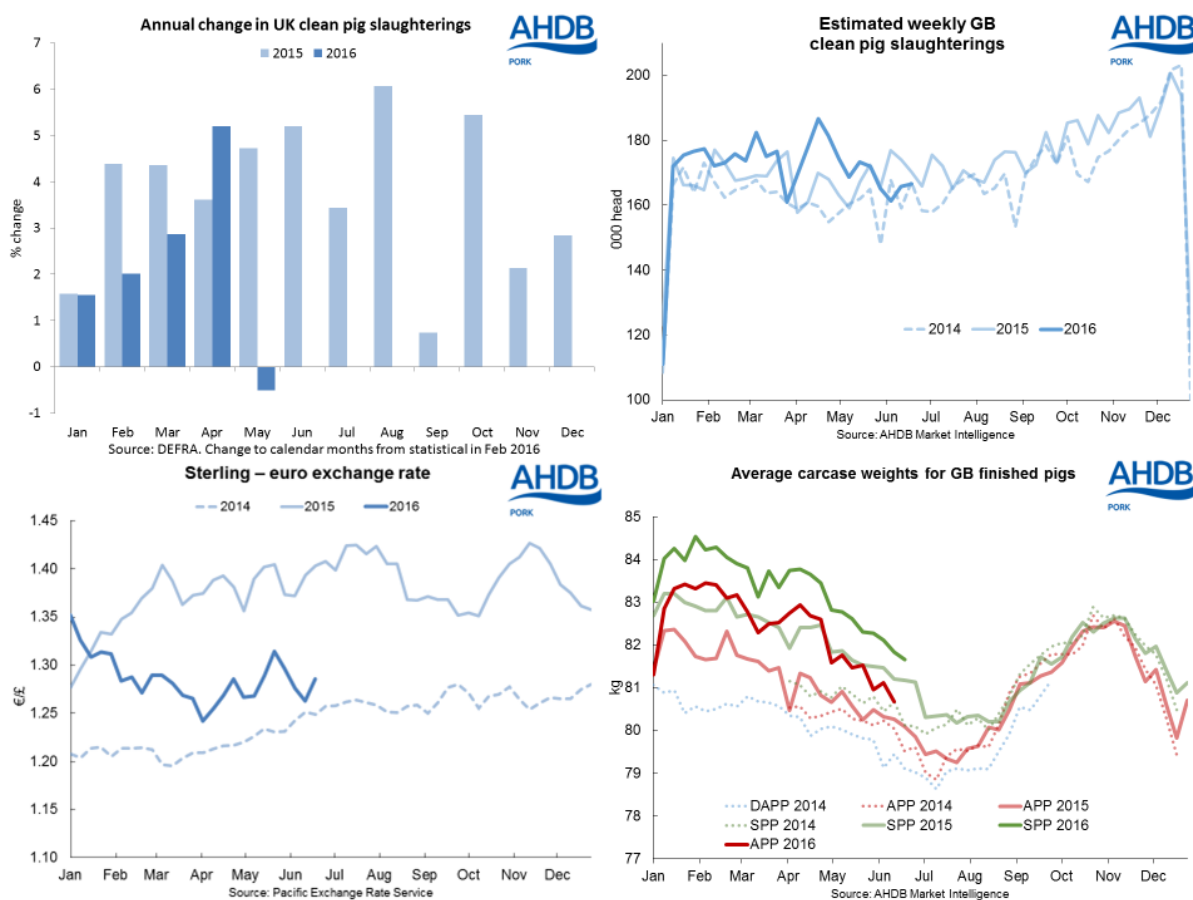 Annual change in UK clean pig slaughterings
AHDB
PORK
2015 2016
% change
7
6
5
4
3
2
1
0
-1
Jan Feb Mar Apr May Jun Jul Aug Sep Oct Nov Dec
Source: DEFRA. Change to calendar months from statistical in Feb 2016
Estimated weekly GB
clean pig slaughterings
AHDB
PORK
000 head
200
180
160
140
120
100
2014 2015 2016
Jan Feb Mar Apr May Jun Jul Aug Sep Oct Nov Dec
Source: AHDB Market Intelligence
Sterling – euro exchange rate
AHDB
PORK
2014 2015 2016
€/£
1.45
1.40
1.35
1.30
1.25
1.20
1.15
1.10
Jan Feb Mar Apr May Jun Jul Aug Sep Oct Nov Dec
Source: Pacific Exchange Rate Service
Average carcase weights for GB finished pigs
AHDB
PORK
kg
85
84
83
82
81
80
79
78
77
DAPP 2014 APP 2014 APP 2015
SPP 2014 SPP 2015 SPP 2016
APP 2016
Jan Feb Mar Apr May Jun Jul Aug Sep Oct Nov Dec
Source: AHDB Market Intelligence